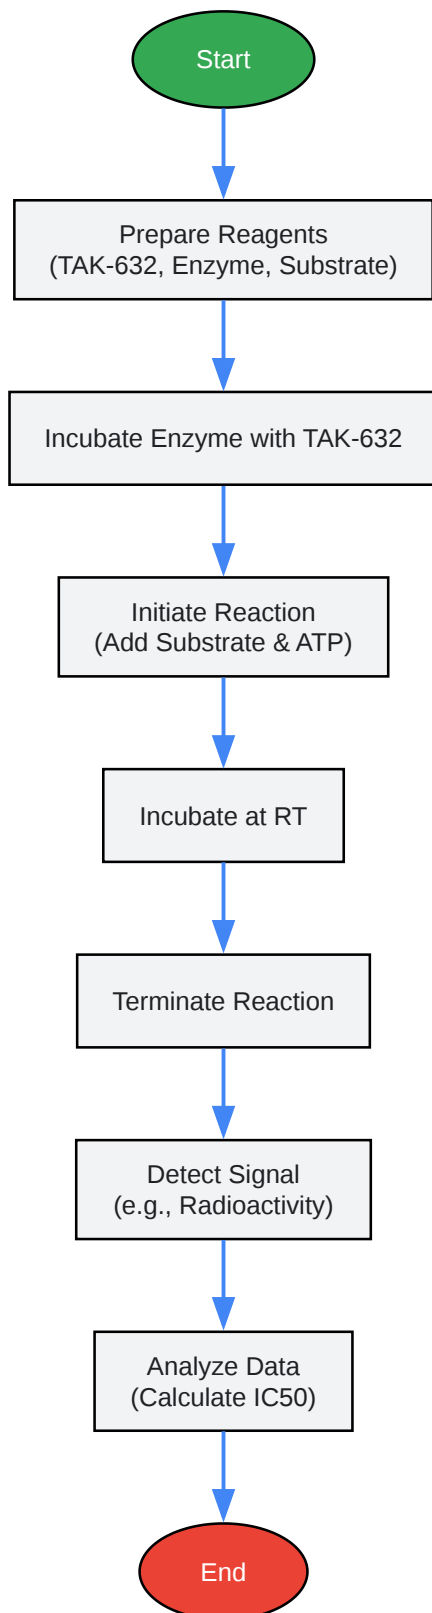 Start
Prepare Reagents
(TAK-632, Enzyme, Substrate)
Incubate Enzyme with TAK-632
Initiate Reaction
(Add Substrate & ATP)
Incubate at RT
Terminate Reaction
Detect Signal
(e.g., Radioactivity)
Analyze Data
(Calculate IC50)
End